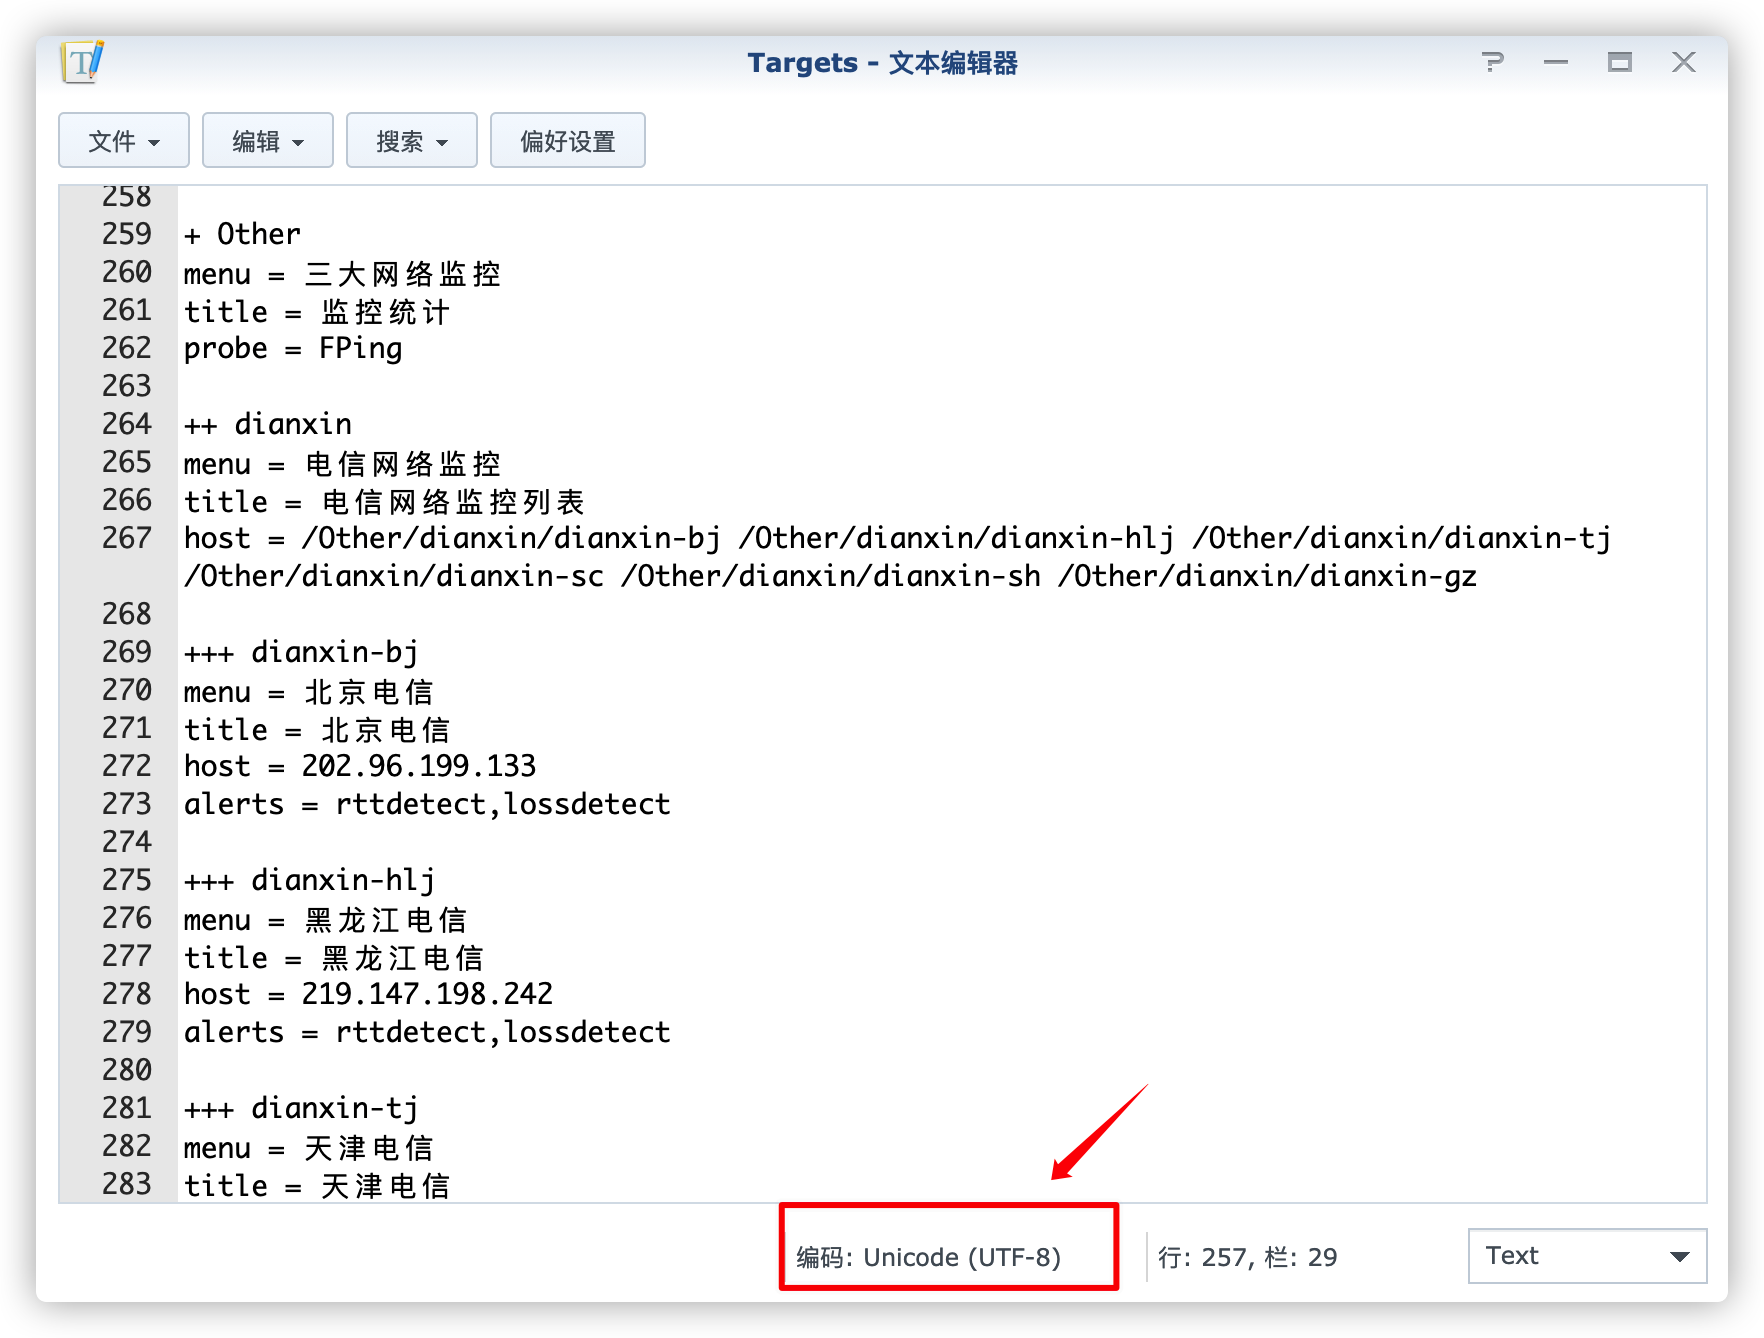 Targets - 文本编辑器
文件 编辑 搜索 偏好设置
258
259 + Other
260 menu = 三大网络监控
261 title = 监控统计
262 probe = FPing
263
264 ++ dianxin
265 menu = 电信网络监控
266 title = 电信网络监控列表
267 host = /Other/dianxin/dianxin-bj /Other/dianxin/dianxin-hlj /Other/dianxin/dianxin-tj
/Other/dianxin/dianxin-sc /Other/dianxin/dianxin-sh /Other/dianxin/dianxin-gz
268
269 +++ dianxin-bj
270 menu = 北京电信
271 title = 北京电信
272 host = 202.96.199.133
273 alerts = rttdetect,lossdetect
274
275 +++ dianxin-hlj
276 menu = 黑龙江电信
277 title = 黑龙江电信
278 host = 219.147.198.242
279 alerts = rttdetect,lossdetect
280
281 +++ dianxin-tj
282 menu = 天津电信
283 title = 天津电信
编码: Unicode (UTF-8) 行: 257, 栏: 29 Text